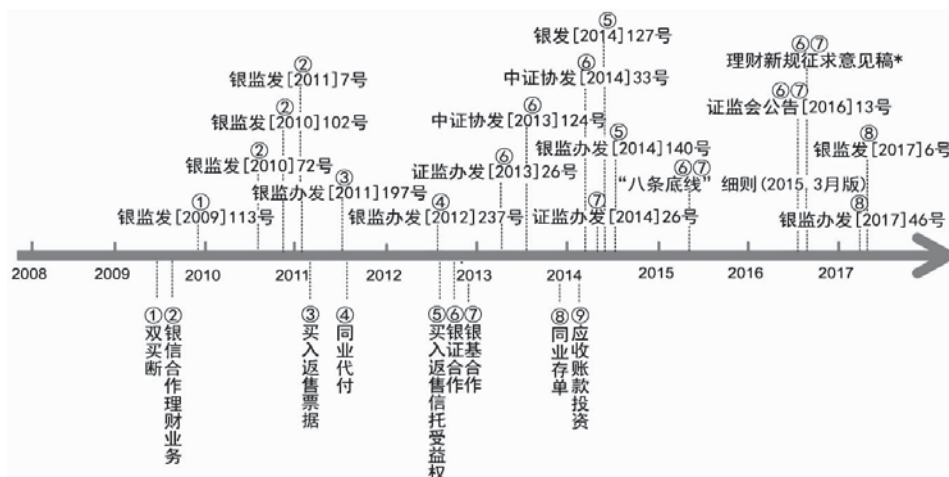 ⑤
银发[2014]127号
⑥⑦
理财新规征求意见稿*
②
银监发[2011]7号
⑥
中证协发[2014]33号
⑥⑦
证监会公告[2016]13号
②
银监发[2010]102号
⑥
中证协发[2013]124号
⑤
银监办发[2014]140号
⑧
银监发[2017]6号
②
银监发[2010]72号
⑥
证监办发[2013]26号
⑥⑦
“八条底线”细则(2015.3月版)
③
银监办发[2011]197号
①
银监发[2009]113号
④
银监办发[2012]237号
⑦
证监办发[2014]26号
⑧
银监办发[2017]46号
2008 2009 2010 2011 2012 2013 2014 2015 2016 2017
①双买断
②银信合作理财业务
③买入返售票据
④同业代付
⑤买入返售信托受益权
⑥银证合作
⑦银基合作
⑧同业存单
⑨应收账款投资